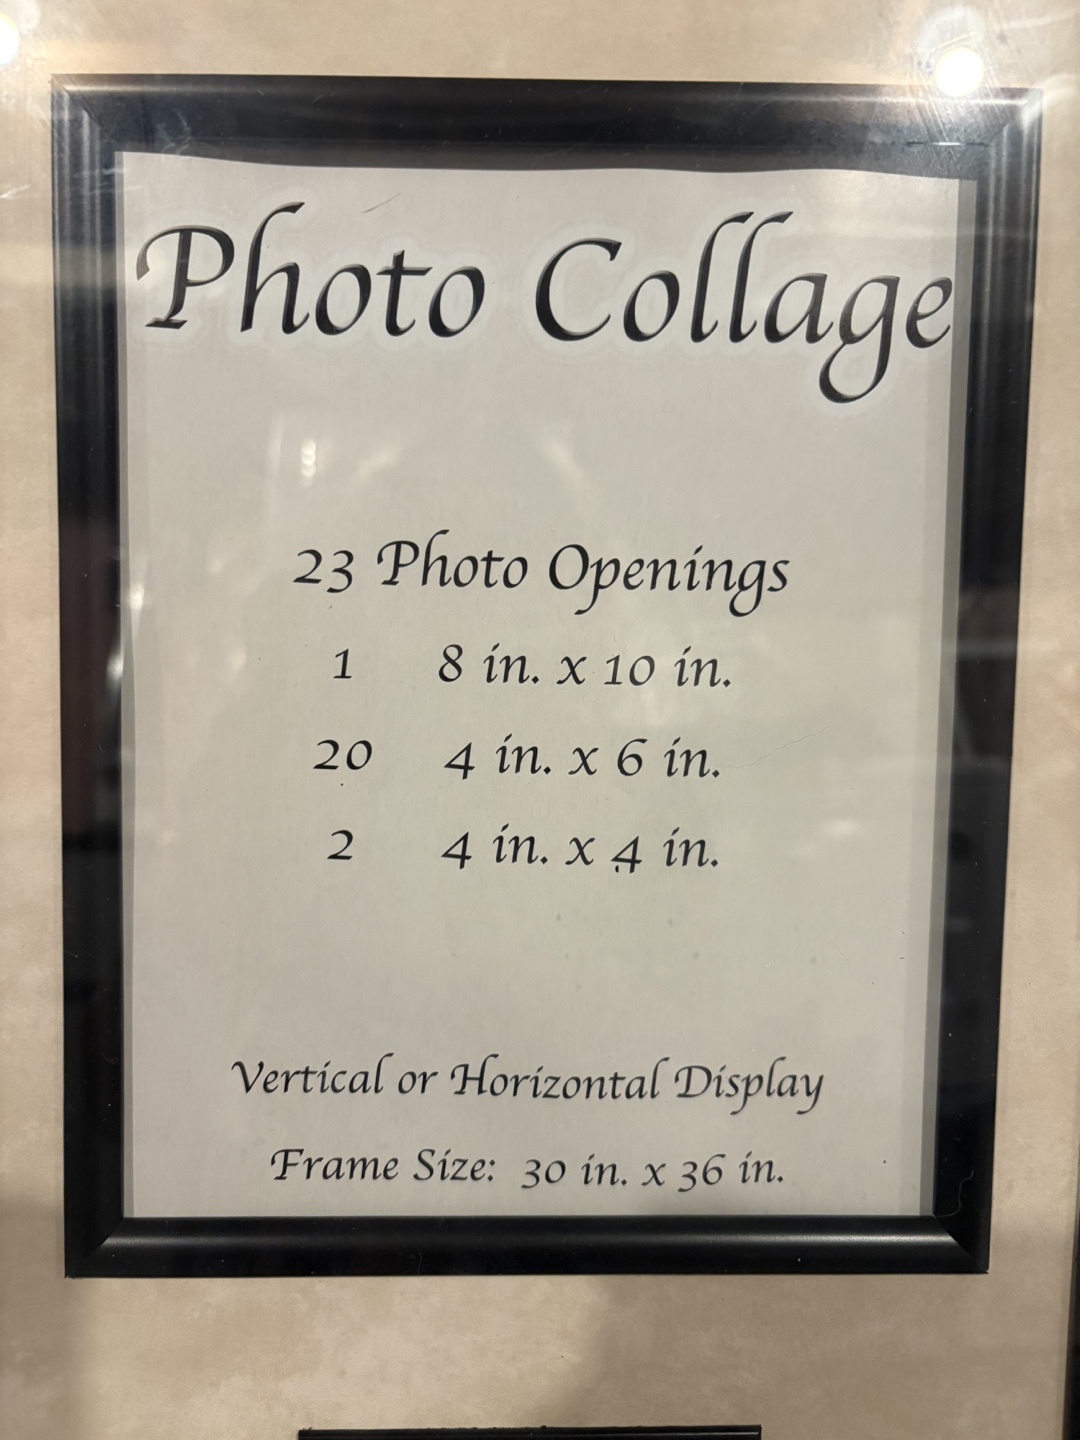 Photo Collage
23 Photo Openings
1 8 in. x 10 in.
20 4 in. x 6 in.
2 4 in. x 4 in.
Vertical or Horizontal Display
Frame Size: 30 in. x 36 in.